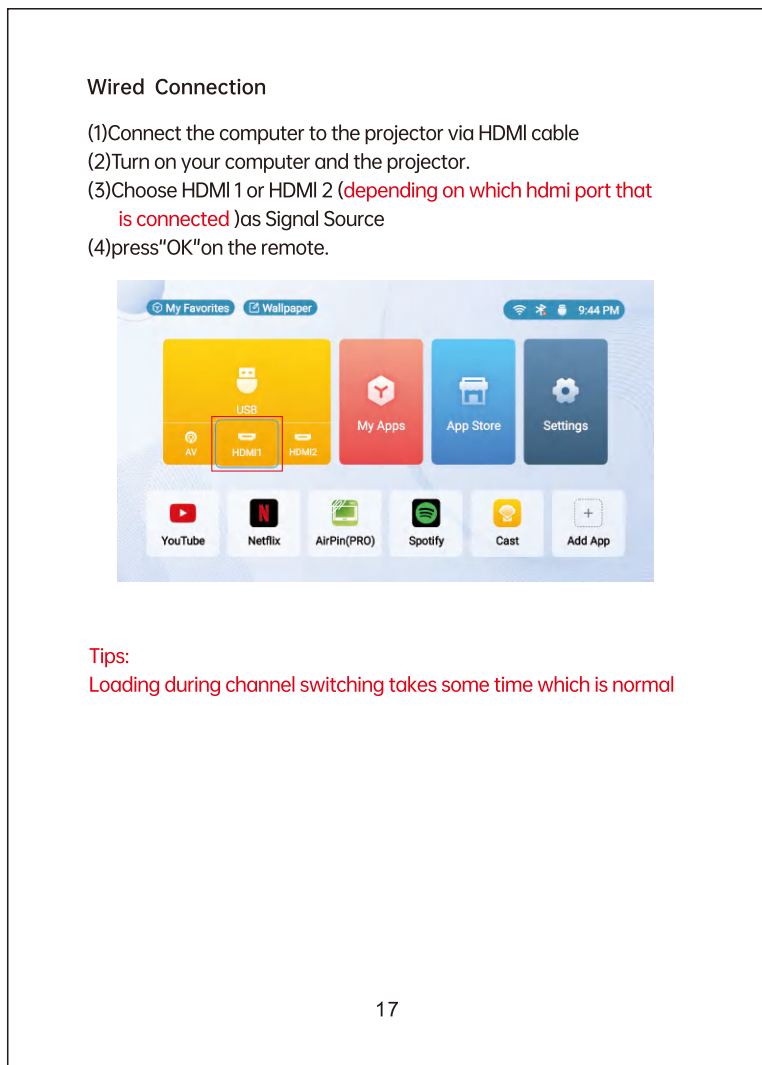 Wired Connection
(1)Connect the computer to the projector via HDMI cable
(2)Turn on your computer and the projector.
(3)Choose HDMI 1 or HDMI 2 (depending on which hdmi port that
is connected )as Signal Source
(4)press"OK"on the remote.
My Favorites Wallpaper 9:44 PM
USB
My Apps App Store Settings
AV HDMI1 HDMI2
YouTube Netflix AirPin(PRO) Spotify Cast Add App
Tips:
Loading during channel switching takes some time which is normal
17